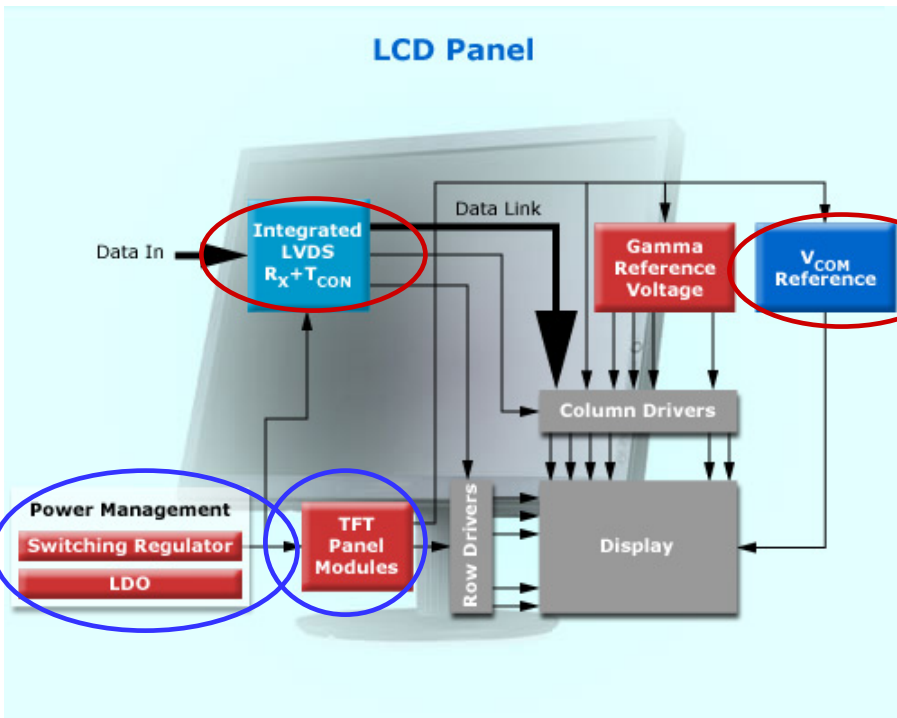 LCD Panel
Data In
Integrated
LVDS
RX+TCON
Data Link
Gamma
Reference
Voltage
VCOM
Reference
Column Drivers
Power Management
Switching Regulator
LDO
TFT
Panel
Modules
Row Drivers
Display